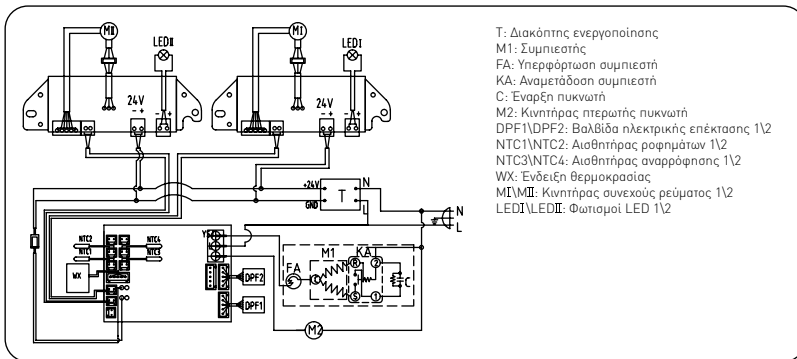 MⅡ
LEDⅡ
MⅠ
LEDⅠ
24V
- +
- +
24V
- +
- +
+24V
GND
T
N
N
L
NTC2
NTC4
NTC1
NTC3
WX
DPF2
DPF1
FA
M1
KA
C
R
2
S
1
C
M2
T: Διακόπτης ενεργοποίησης
M1: Συμπιεστής
FA: Υπερφόρτωση συμπιεστή
KA: Αναμετάδοση συμπιεστή
C: Έναρξη πυκνωτή
M2: Κινητήρας πτερωτής πυκνωτή
DPF1\DPF2: Βαλβίδα ηλεκτρικής επέκτασης 1\2
NTC1\NTC2: Αισθητήρας ροφημάτων 1\2
NTC3\NTC4: Αισθητήρας αναρρόφησης 1\2
WX: Ένδειξη θερμοκρασίας
MⅠ\MⅡ: Κινητήρας συνεχούς ρεύματος 1\2
LEDⅠ\LEDⅡ: Φωτισμοί LED 1\2